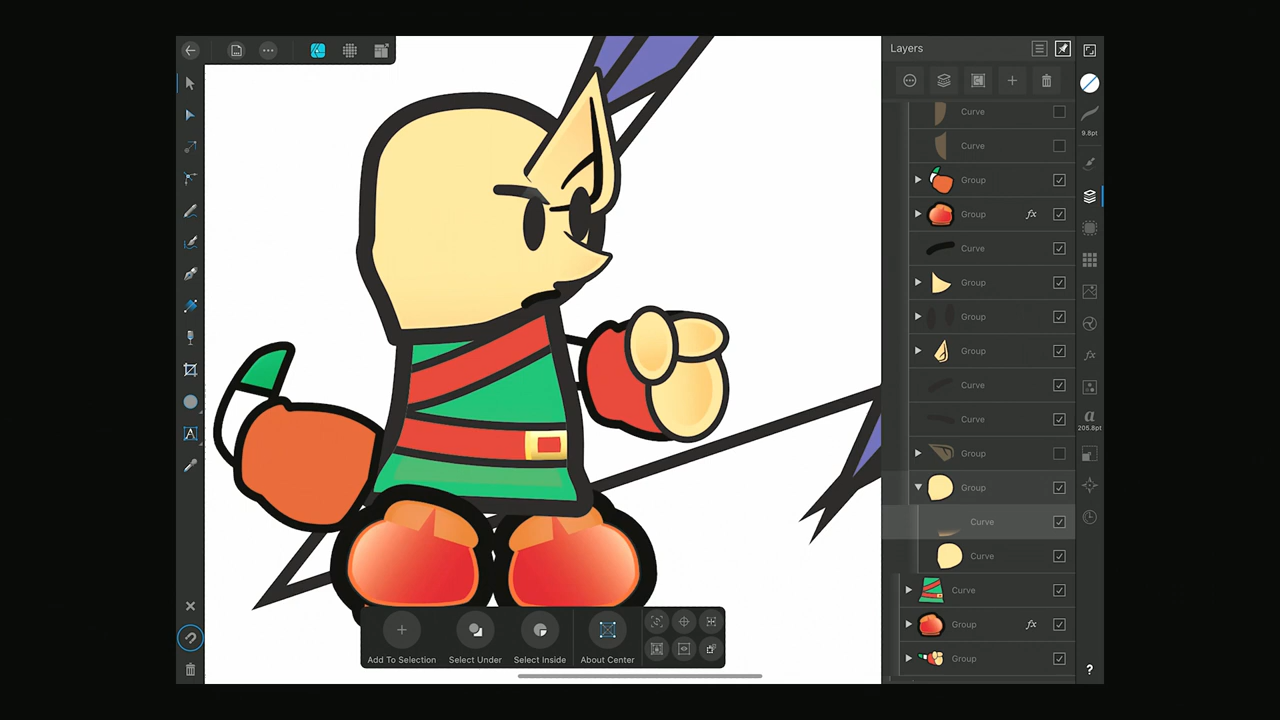 Layers
Curve
9.8pt
Curve
Group
Group fx
Curve
Group
Group
Group
fx
Curve
Curve
a
205.8pt
Group
Group
Curve
Curve
Curve
Group fx
Group
Add To Selection Select Under Select Inside About Center
A
?